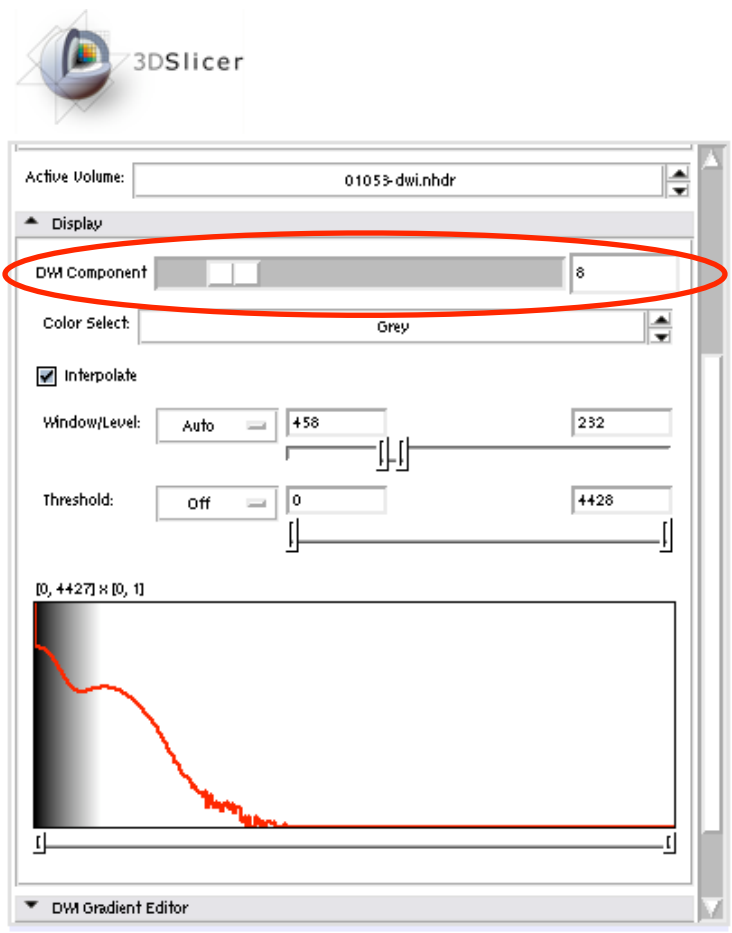 3DSlicer
Active Volume: 01053-dwi.nhdr
Display
DWI Component 8
Color Select: Grey
Interpolate
Window/Level: Auto 458 232
Threshold: Off 0 4428
[0, 4427] x [0, 1]
DWI Gradient Editor